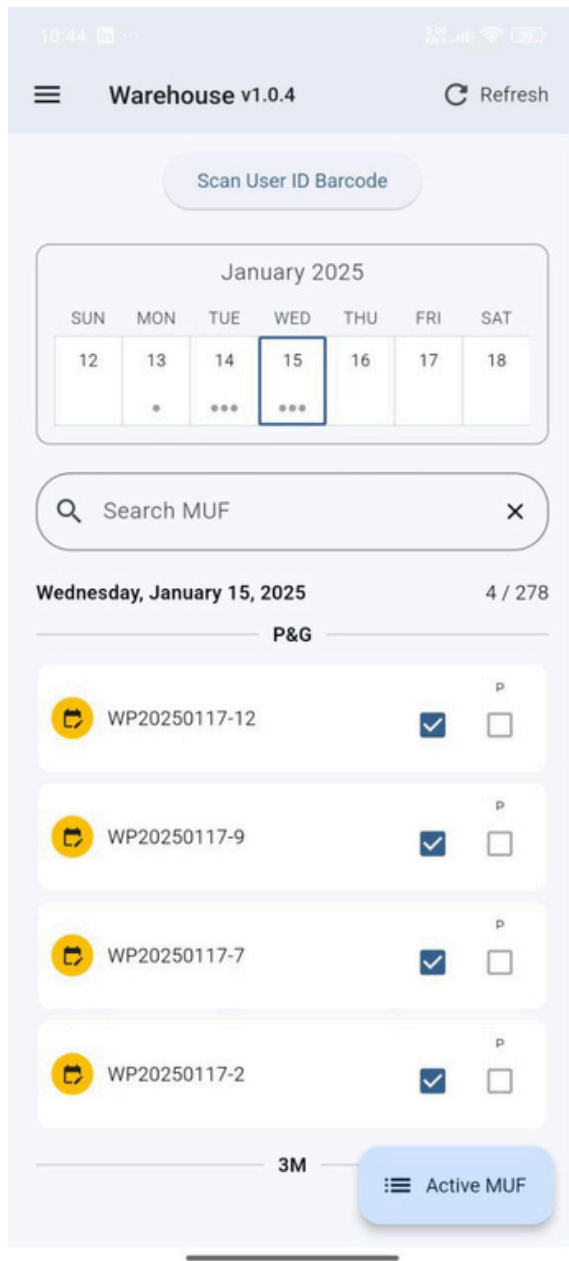 10:44
Warehouse v1.0.4
Refresh
Scan User ID Barcode
January 2025
SUN MON TUE WED THU FRI SAT
12 13 14 15 16 17 18
Search MUF
Wednesday, January 15, 2025 4 / 278
P&G
P
WP20250117-12
P
WP20250117-9
P
WP20250117-7
P
WP20250117-2
3M
Active MUF